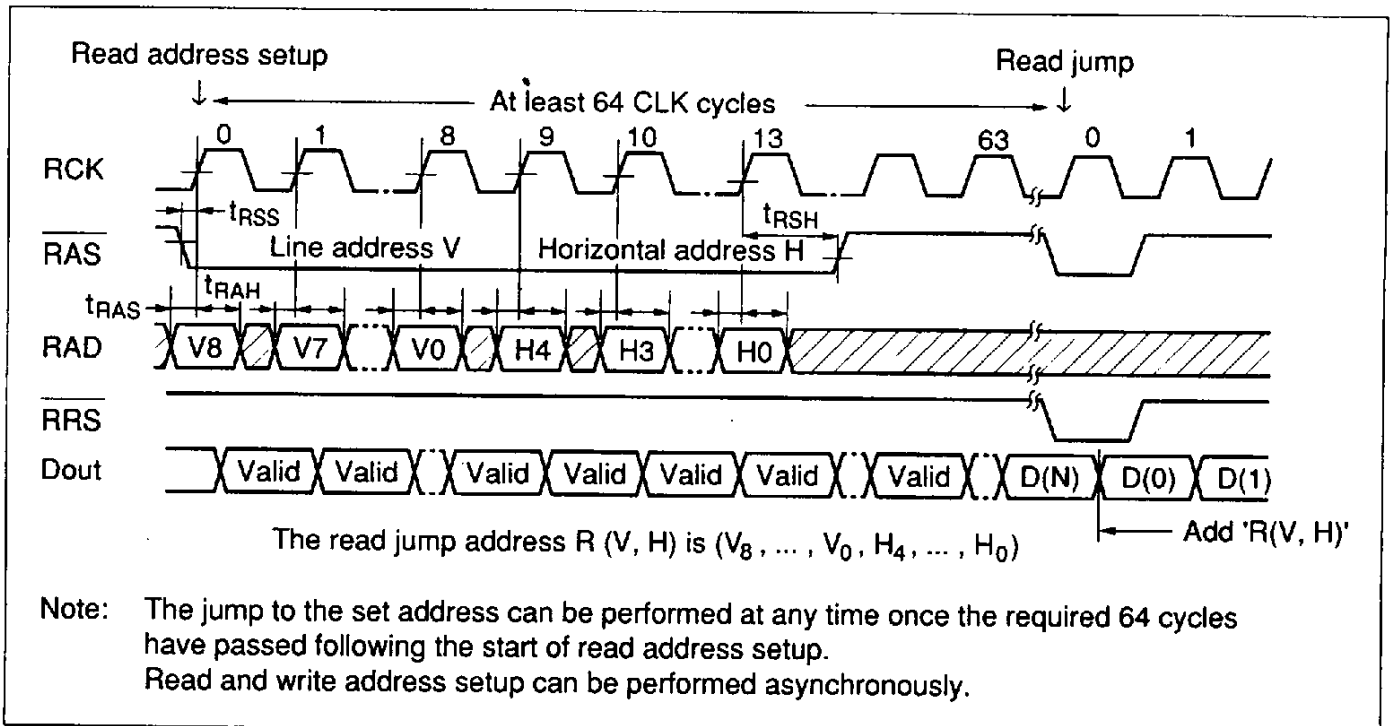 Read address setup
Read jump
At least 64 CLK cycles
0 1 8 9 10 13 63 0 1
RCK
tRSS
tRSH
RAS
Line address V Horizontal address H
tRAH
tRAS
RAD V8 V7 V0 H4 H3 H0
RRS
Dout Valid Valid Valid Valid Valid Valid Valid D(N) D(0) D(1)
Add 'R(V, H)'
The read jump address R (V, H) is (V8, ... , V0, H4, ... , H0)
Note: The jump to the set address can be performed at any time once the required 64 cycles
have passed following the start of read address setup.
Read and write address setup can be performed asynchronously.